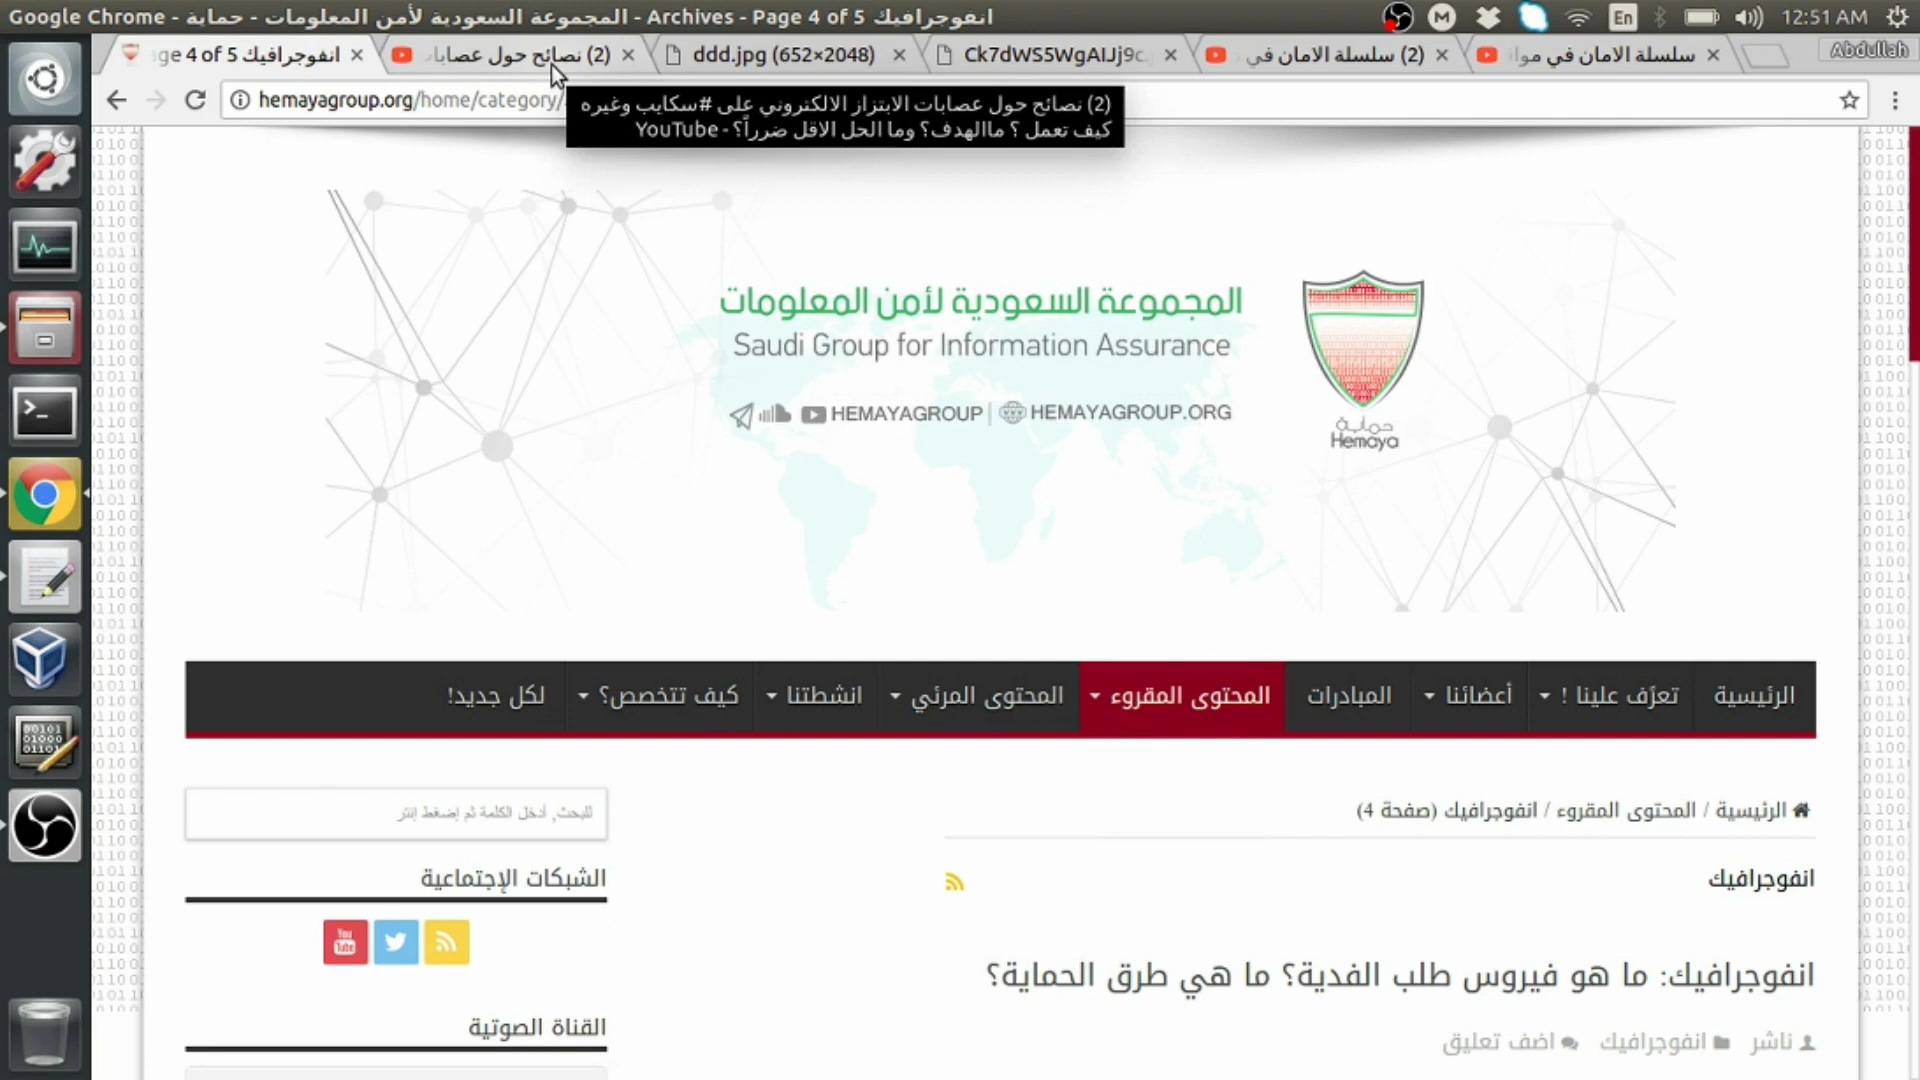 انفوجرافيك Archives - Page 4 of 5 - المجموعة السعودية لأمن المعلومات - حماية - Google Chrome
En
12:51 AM
انفوجرافيك 4 of 5
(2) نصائح حول
ddd.jpg (652×2048)
(2) سلسلة الامان في
سلسلة الامان في
Abdullah
hemayagroup.org/home/category/
(2) نصائح حول عصابات الابتزاز الالكتروني على #سكايب وغيره
كيف تعمل ؟ ماالهدف؟ وما الحل الاقل ضرراً؟ - YouTube
المجموعة السعودية لأمن المعلومات
Saudi Group for Information Assurance
HEMAYAGROUP | HEMAYAGROUP.ORG
حماية
Hemaya
الرئيسية
تعرّف علينا !
أعضائنا
المبادرات
المحتوى المقروء
المحتوى المرئي
انشطتنا
كيف تتخصص؟
لكل جديد!
الرئيسية / المحتوى المقروء / انفوجرافيك (صفحة 4)
للبحث, أدخل الكلمة ثم إضغط إنتر
انفوجرافيك
الشبكات الإجتماعية
You Tube
انفوجرافيك: ما هو فيروس طلب الفدية؟ ما هي طرق الحماية؟
القناة الصوتية
ناشر انفوجرافيك اضف تعليق